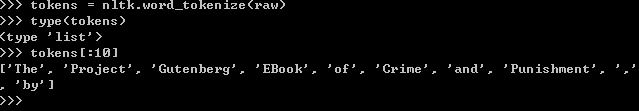 >>> tokens = nltk.word_tokenize(raw)
>>> type(tokens)
<type 'list'>
>>> tokens[:10]
['The', 'Project', 'Gutenberg', 'EBook', 'of', 'Crime', 'and', 'Punishment', ','
, 'by']
>>>